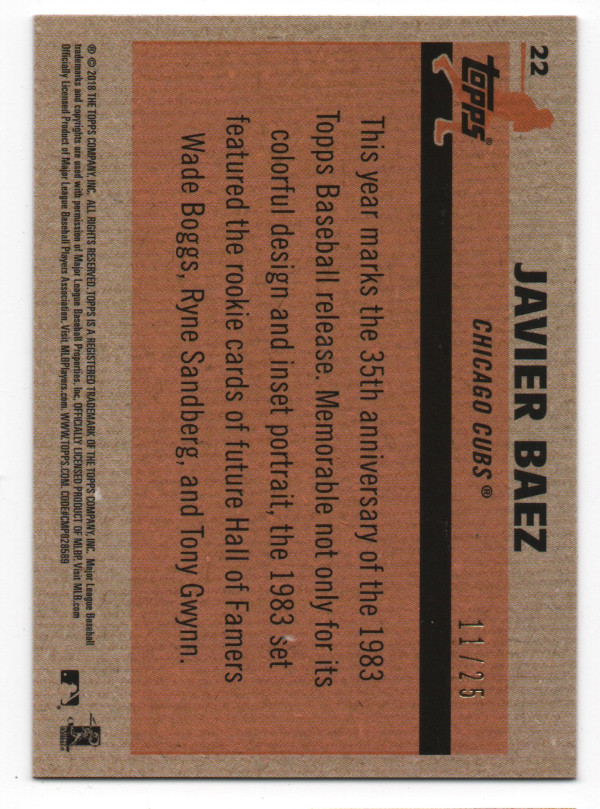 22
JAVIER BAEZ
topps®
CHICAGO CUBS®
11/25
This year marks the 35th anniversary of the 1983
Topps Baseball release. Memorable not only for its
colorful design and inset portrait, the 1983 set
featured the rookie cards of future Hall of Famers
Wade Boggs, Ryne Sandberg, and Tony Gwynn.
® © 2018 THE TOPPS COMPANY, INC. ALL RIGHTS RESERVED. TOPPS IS A REGISTERED TRADEMARK OF THE TOPPS COMPANY, INC. Major League Baseball
trademarks and copyrights are used with permission of Major League Baseball Properties, Inc. OFFICIALLY LICENSED PRODUCT OF MLBP. Visit MLB.com
Officially Licensed Product of Major League Baseball Players Association. Visit MLBPlayers.com. WWW.TOPPS.COM. CODE#CMP028589